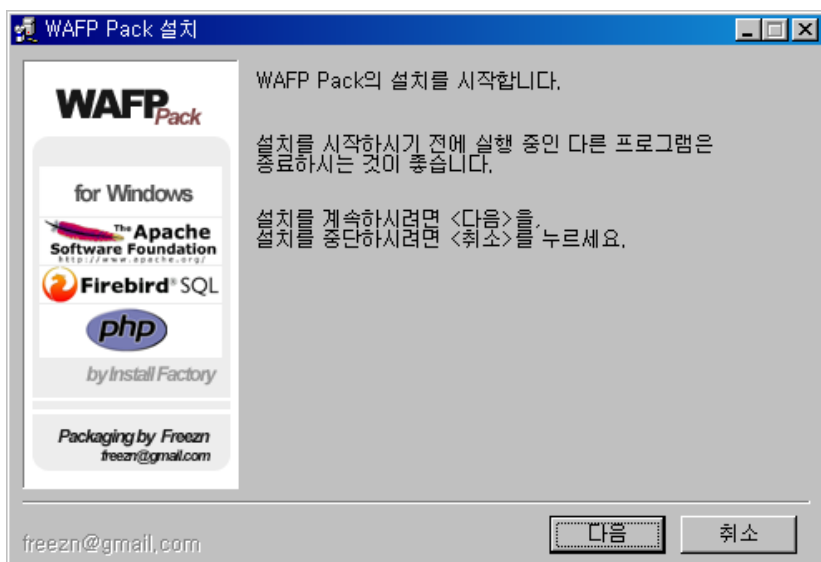 WAFP Pack 설치
WAFP Pack
for Windows
The Apache
Software Foundation
http://www.apache.org/
Firebird® SQL
php
by Install Factory
Packaging by Freezn
freezn@gmail.com
WAFP Pack의 설치를 시작합니다.
설치를 시작하시기 전에 실행 중인 다른 프로그램은
종료하시는 것이 좋습니다.
설치를 계속하시려면 <다음>을,
설치를 중단하시려면 <취소>를 누르세요.
freezn@gmail.com
다음
취소